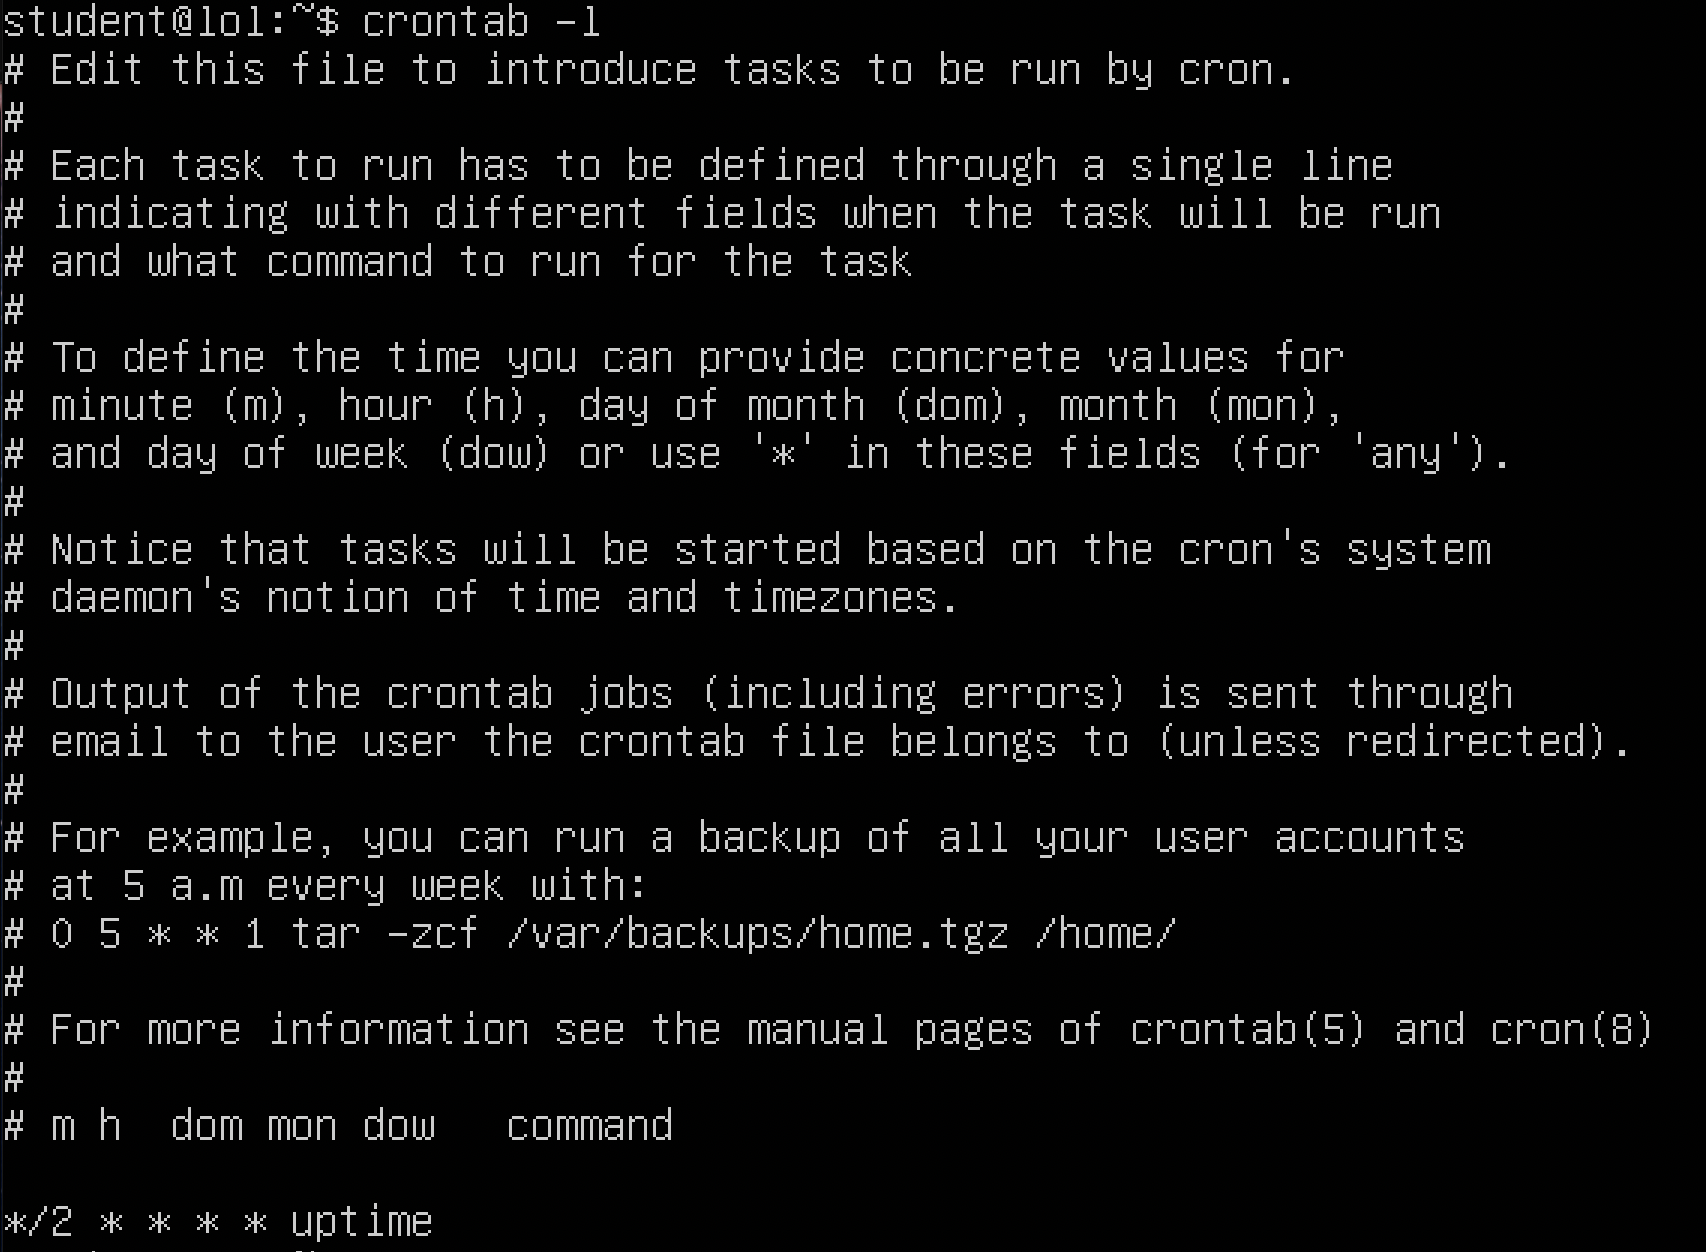 student@lol:~$ crontab -l
# Edit this file to introduce tasks to be run by cron.
#
# Each task to run has to be defined through a single line
# indicating with different fields when the task will be run
# and what command to run for the task
#
# To define the time you can provide concrete values for
# minute (m), hour (h), day of month (dom), month (mon),
# and day of week (dow) or use '*' in these fields (for 'any').
#
# Notice that tasks will be started based on the cron's system
# daemon's notion of time and timezones.
#
# Output of the crontab jobs (including errors) is sent through
# email to the user the crontab file belongs to (unless redirected).
#
# For example, you can run a backup of all your user accounts
# at 5 a.m every week with:
# 0 5 * * 1 tar -zcf /var/backups/home.tgz /home/
#
# For more information see the manual pages of crontab(5) and cron(8)
#
# m h  dom mon dow   command

*/2 * * * * uptime